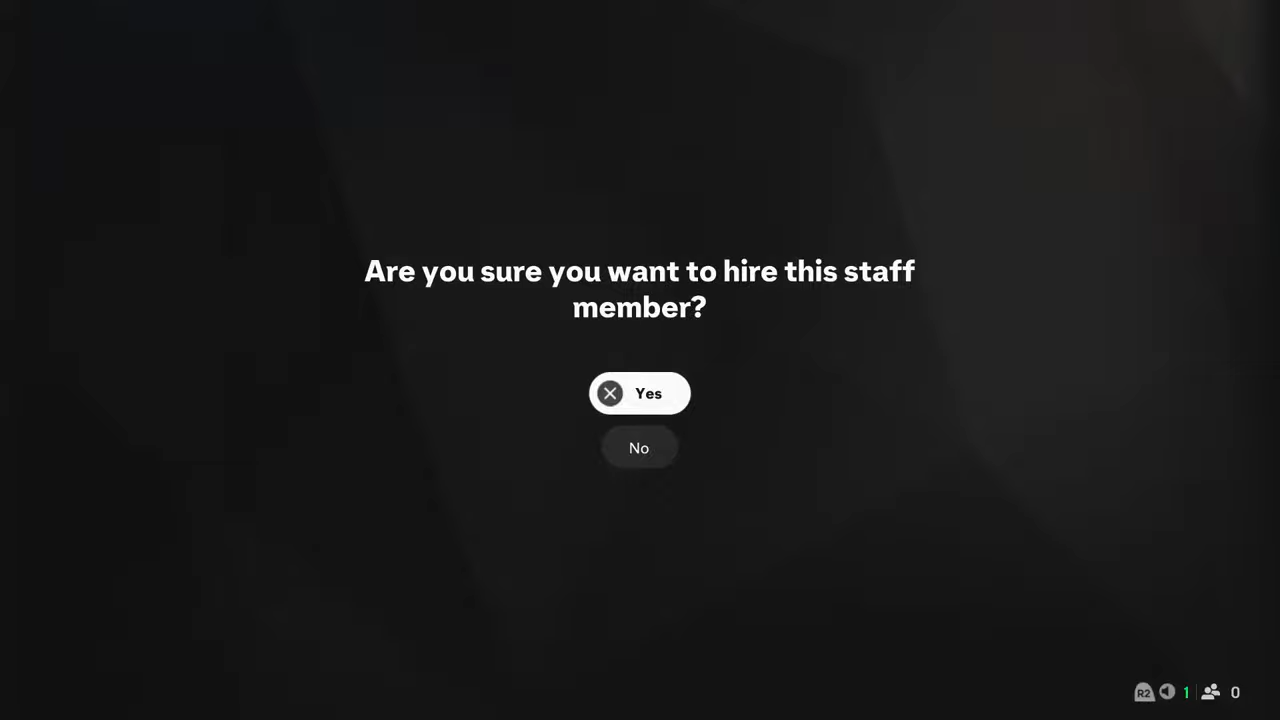 Are you sure you want to hire this staff
member?
Yes
No
R2 1 0